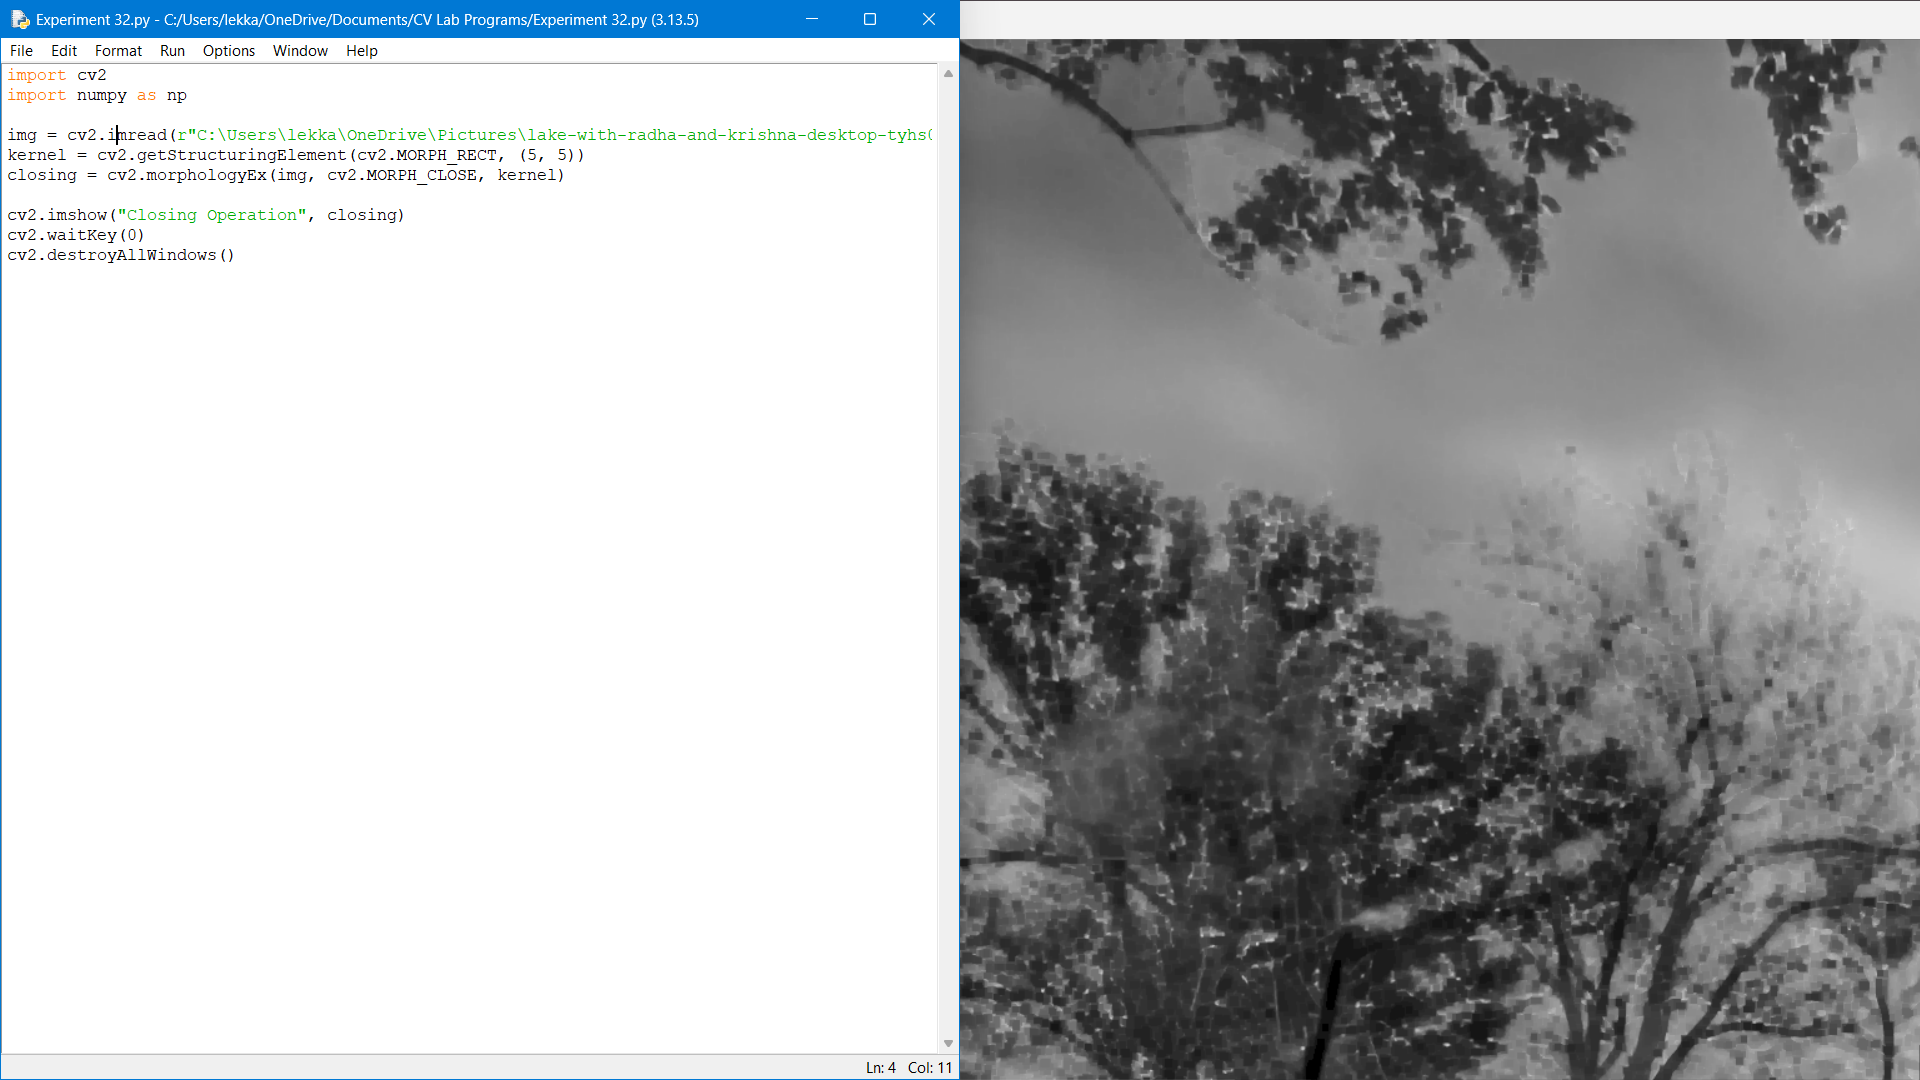 Experiment 32.py - C:/Users/lekka/OneDrive/Documents/CV Lab Programs/Experiment 32.py (3.13.5)
File Edit Format Run Options Window Help
import cv2
import numpy as np
img = cv2.imread(r"C:\Users\lekka\OneDrive\Pictures\lake-with-radha-and-krishna-desktop-tyhs
kernel = cv2.getStructuringElement(cv2.MORPH_RECT, (5, 5))
closing = cv2.morphologyEx(img, cv2.MORPH_CLOSE, kernel)
cv2.imshow("Closing Operation", closing)
cv2.waitKey(0)
cv2.destroyAllWindows()
Ln: 4 Col: 11